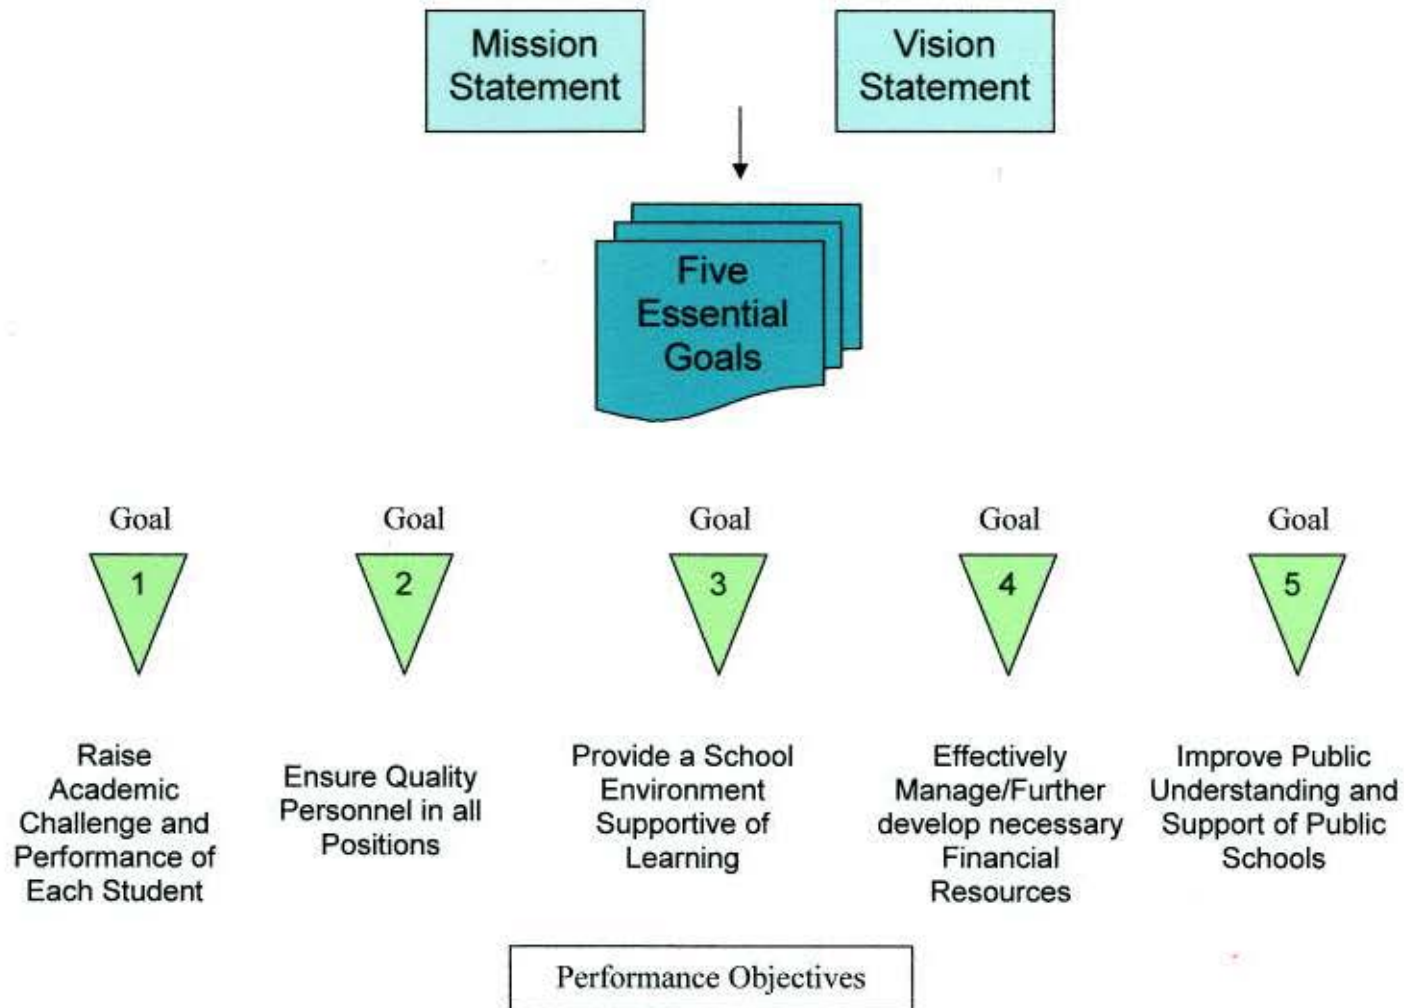 Mission
Statement
Vision
Statement
Five
Essential
Goals
Goal
1
Raise
Academic
Challenge and
Performance of
Each Student
Goal
2
Ensure Quality
Personnel in all
Positions
Goal
3
Provide a School
Environment
Supportive of
Learning
Goal
4
Effectively
Manage/Further
develop necessary
Financial
Resources
Goal
5
Improve Public
Understanding and
Support of Public
Schools
Performance Objectives